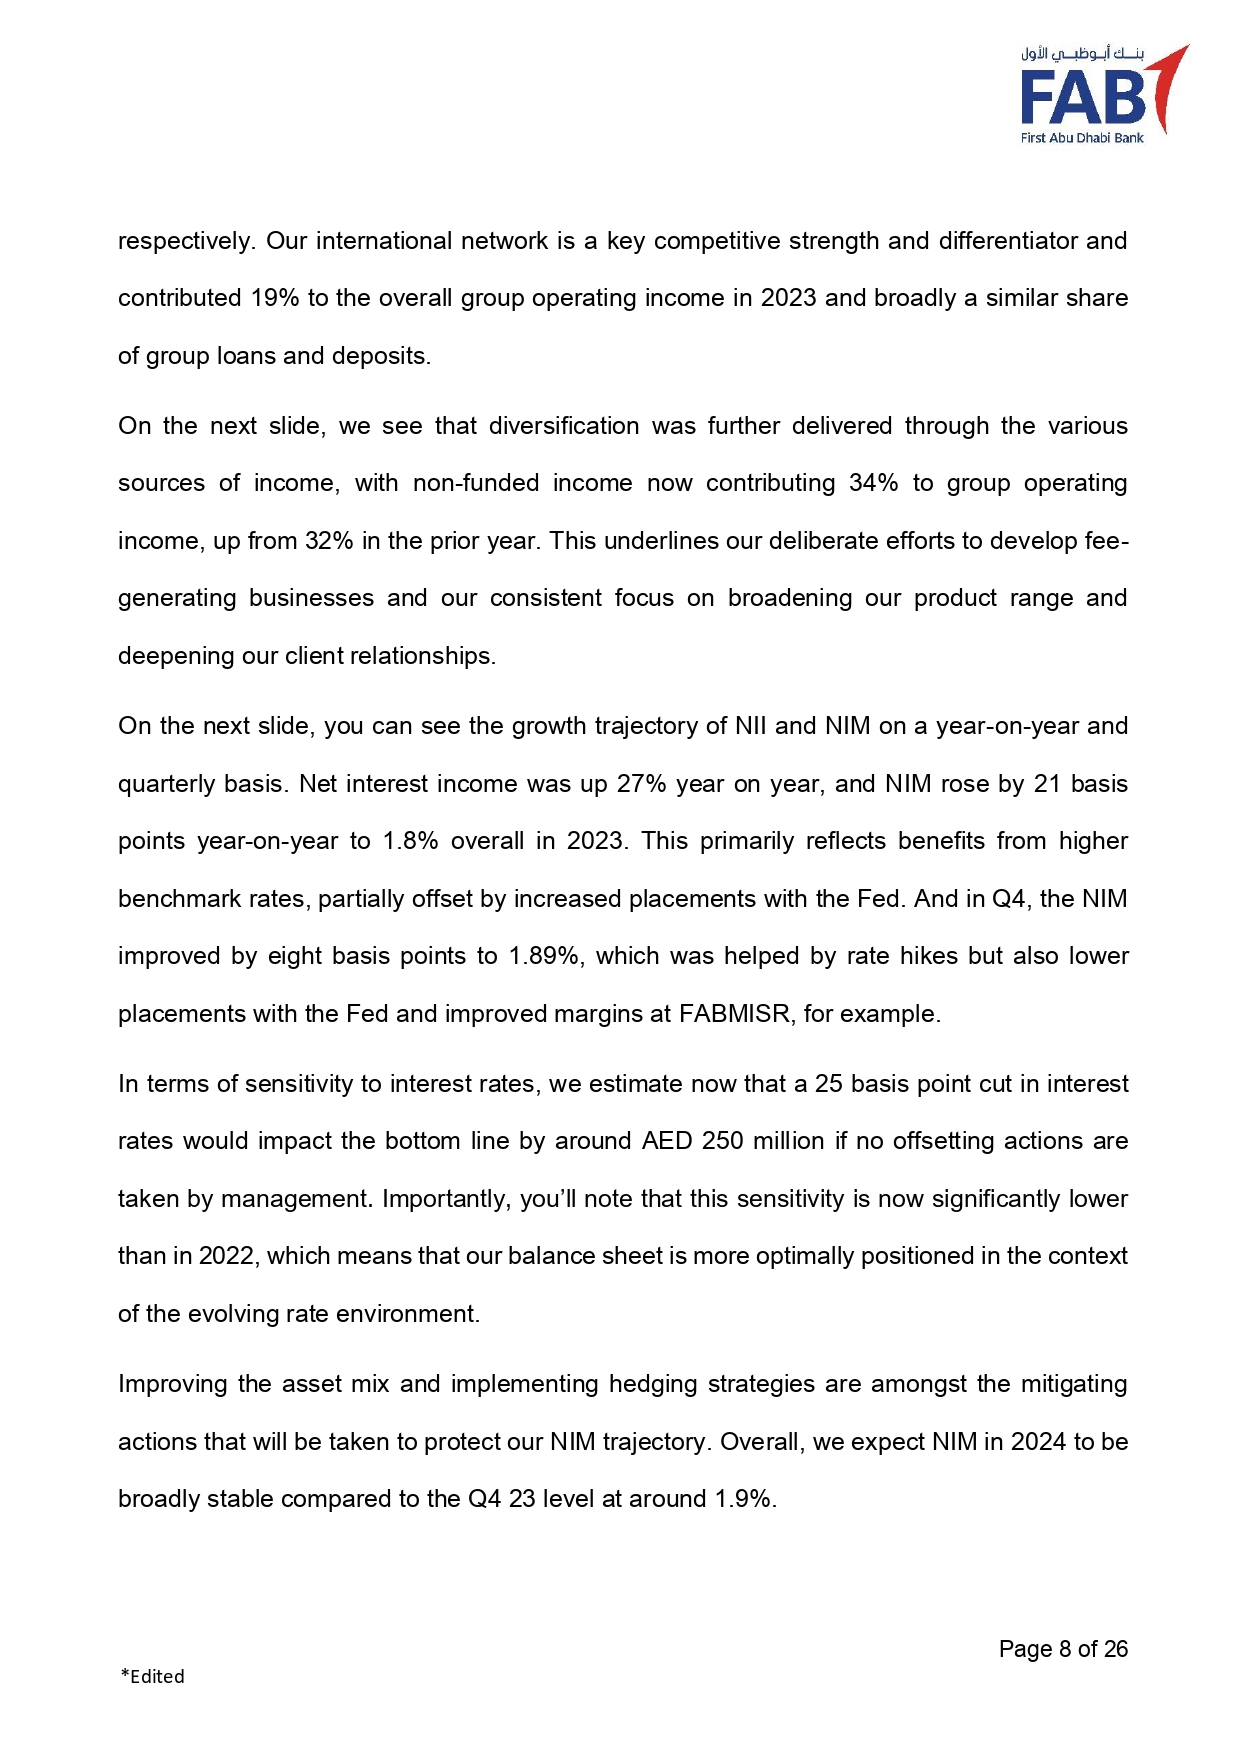 بنك أبوظبي الأول
FAB
First Abu Dhabi Bank
respectively. Our international network is a key competitive strength and differentiator and
contributed 19% to the overall group operating income in 2023 and broadly a similar share
of group loans and deposits.
On the next slide, we see that diversification was further delivered through the various
sources of income, with non-funded income now contributing 34% to group operating
income, up from 32% in the prior year. This underlines our deliberate efforts to develop fee-
generating businesses and our consistent focus on broadening our product range and
deepening our client relationships.
On the next slide, you can see the growth trajectory of NII and NIM on a year-on-year and
quarterly basis. Net interest income was up 27% year on year, and NIM rose by 21 basis
points year-on-year to 1.8% overall in 2023. This primarily reflects benefits from higher
benchmark rates, partially offset by increased placements with the Fed. And in Q4, the NIM
improved by eight basis points to 1.89%, which was helped by rate hikes but also lower
placements with the Fed and improved margins at FABMISR, for example.
In terms of sensitivity to interest rates, we estimate now that a 25 basis point cut in interest
rates would impact the bottom line by around AED 250 million if no offsetting actions are
taken by management. Importantly, you’ll note that this sensitivity is now significantly lower
than in 2022, which means that our balance sheet is more optimally positioned in the context
of the evolving rate environment.
Improving the asset mix and implementing hedging strategies are amongst the mitigating
actions that will be taken to protect our NIM trajectory. Overall, we expect NIM in 2024 to be
broadly stable compared to the Q4 23 level at around 1.9%.
Page 8 of 26
*Edited